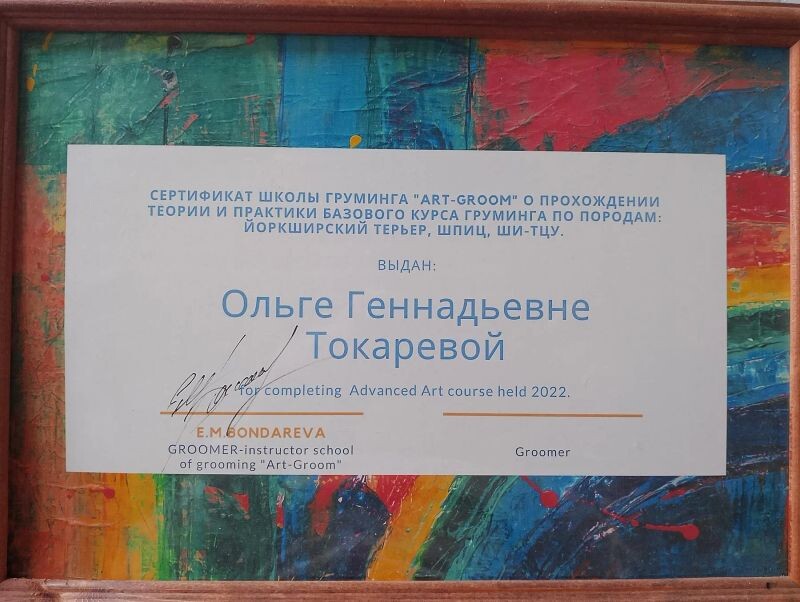 СЕРТИФИКАТ ШКОЛЫ ГРУМИНГА "ART-GROOM" О ПРОХОЖДЕНИИ
ТЕОРИИ И ПРАКТИКИ БАЗОВОГО КУРСА ГРУМИНГА ПО ПОРОДАМ:
ЙОРКШИРСКИЙ ТЕРЬЕР, ШПИЦ, ШИ-ТЦУ.
ВЫДАН:
Ольге Геннадьевне
Токаревой
for completing Advanced Art course held 2022.
E.M.BONDAREVA
GROOMER-instructor school
of grooming "Art-Groom"
Groomer